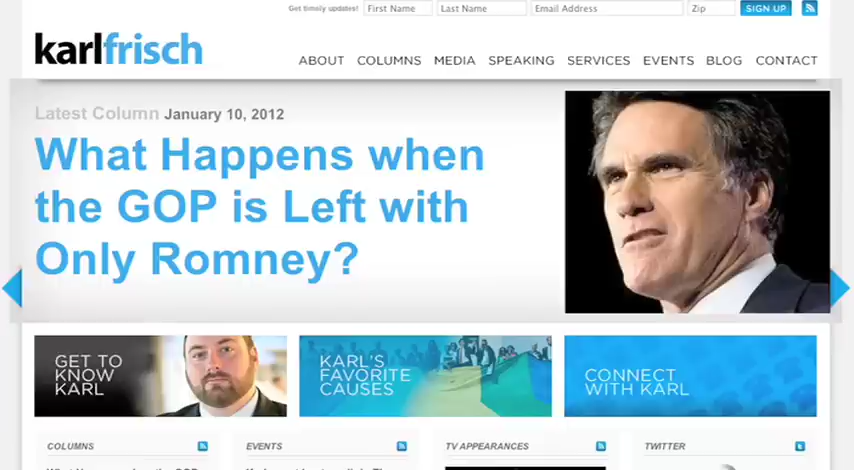 Get timely updates! First Name Last Name Email Address Zip SIGN UP
karlfrisch
ABOUT COLUMNS MEDIA SPEAKING SERVICES EVENTS BLOG CONTACT
Latest Column January 10, 2012
What Happens when
the GOP is Left with
Only Romney?
GET TO
KNOW
KARL
KARL'S
FAVORITE
CAUSES
CONNECT
WITH KARL
COLUMNS EVENTS TV APPEARANCES TWITTER